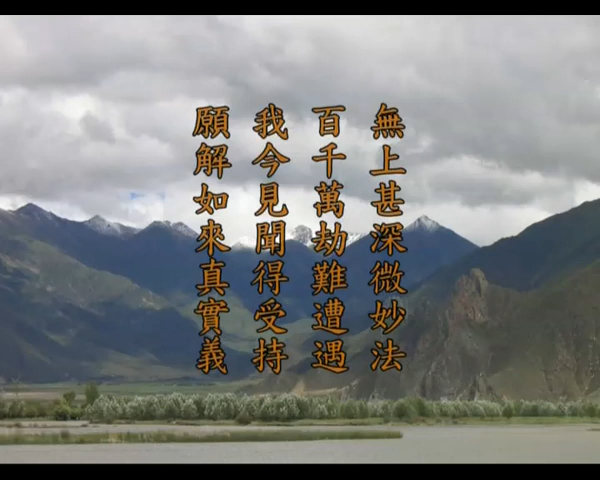 無上甚深微妙法
百千萬劫難遭遇
我今見聞得受持
願解如來真實義